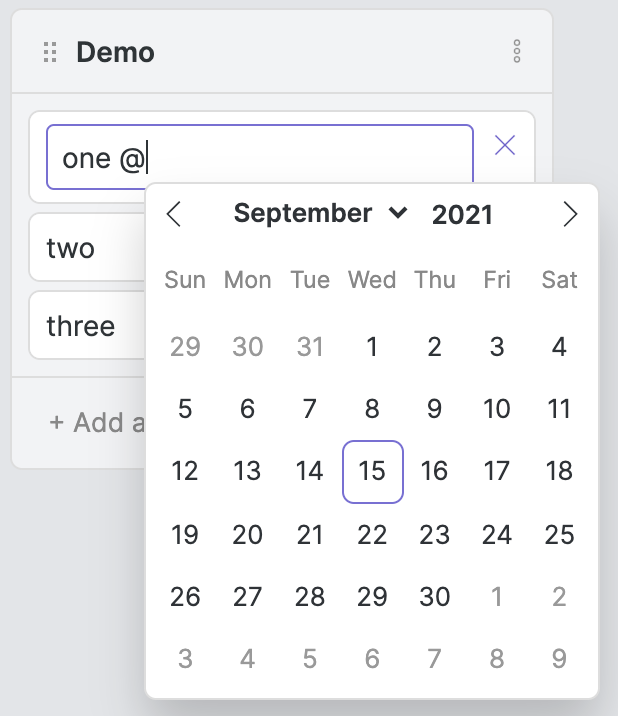 Demo
one @
September 2021
Sun Mon Tue Wed Thu Fri Sat
29 30 31 1 2 3 4
5 6 7 8 9 10 11
12 13 14 15 16 17 18
19 20 21 22 23 24 25
26 27 28 29 30 1 2
3 4 5 6 7 8 9
two
three
+ Add a